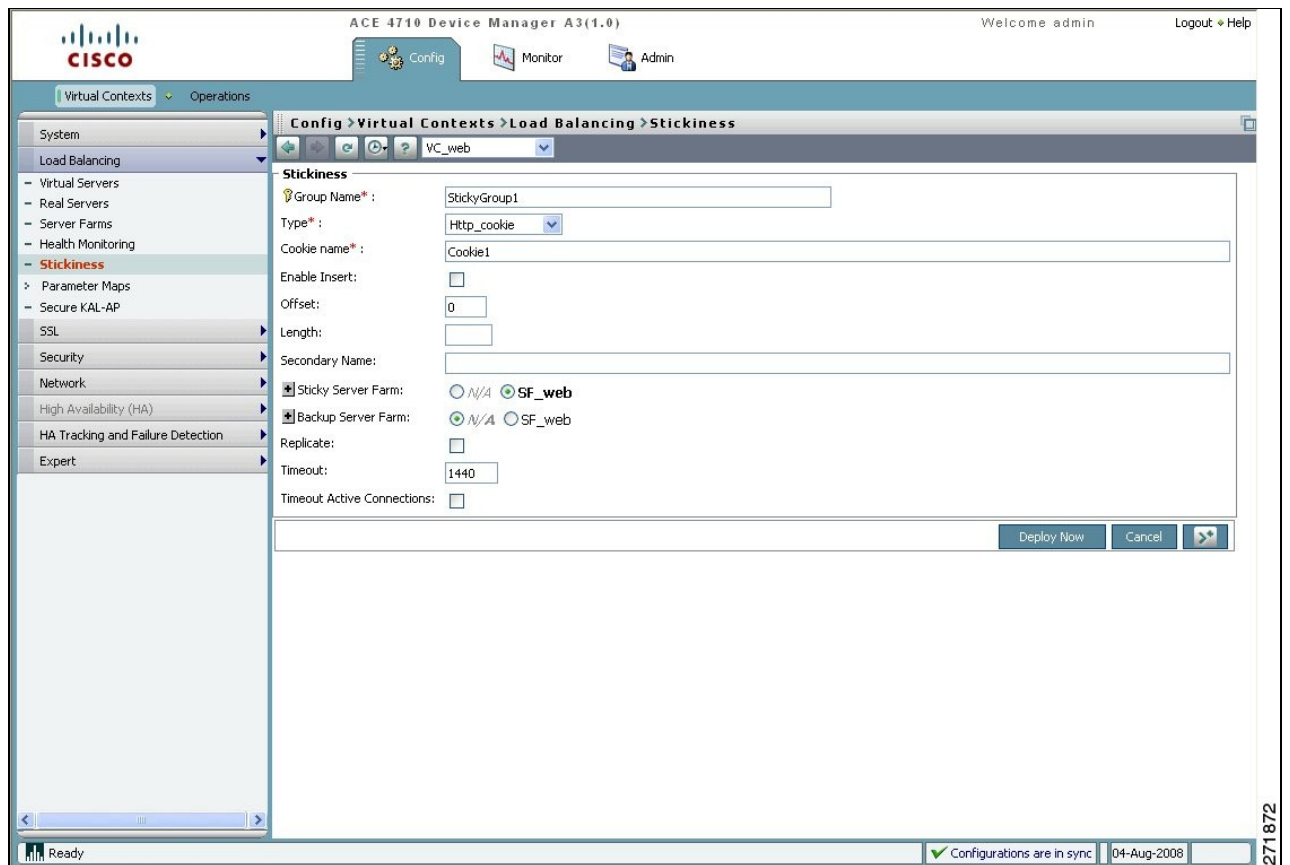 ACE 4710 Device Manager A3(1.0)
Welcome admin
Logout Help
CISCO
Config
Monitor
Admin
Virtual Contexts
Operations
System
Load Balancing
Virtual Servers
Real Servers
Server Farms
Health Monitoring
Stickiness
Parameter Maps
Secure KAL-AP
SSL
Security
Network
High Availability (HA)
HA Tracking and Failure Detection
Expert
Config > Virtual Contexts > Load Balancing > Stickiness
VC_web
Stickiness
Group Name* : StickyGroup1
Type* : Http_cookie
Cookie name* : Cookie1
Enable Insert:
Offset: 0
Length:
Secondary Name:
Sticky Server Farm: N/A SF_web
Backup Server Farm: N/A SF_web
Replicate:
Timeout: 1440
Timeout Active Connections:
Deploy Now
Cancel
Ready
Configurations are in sync
04-Aug-2008
271872